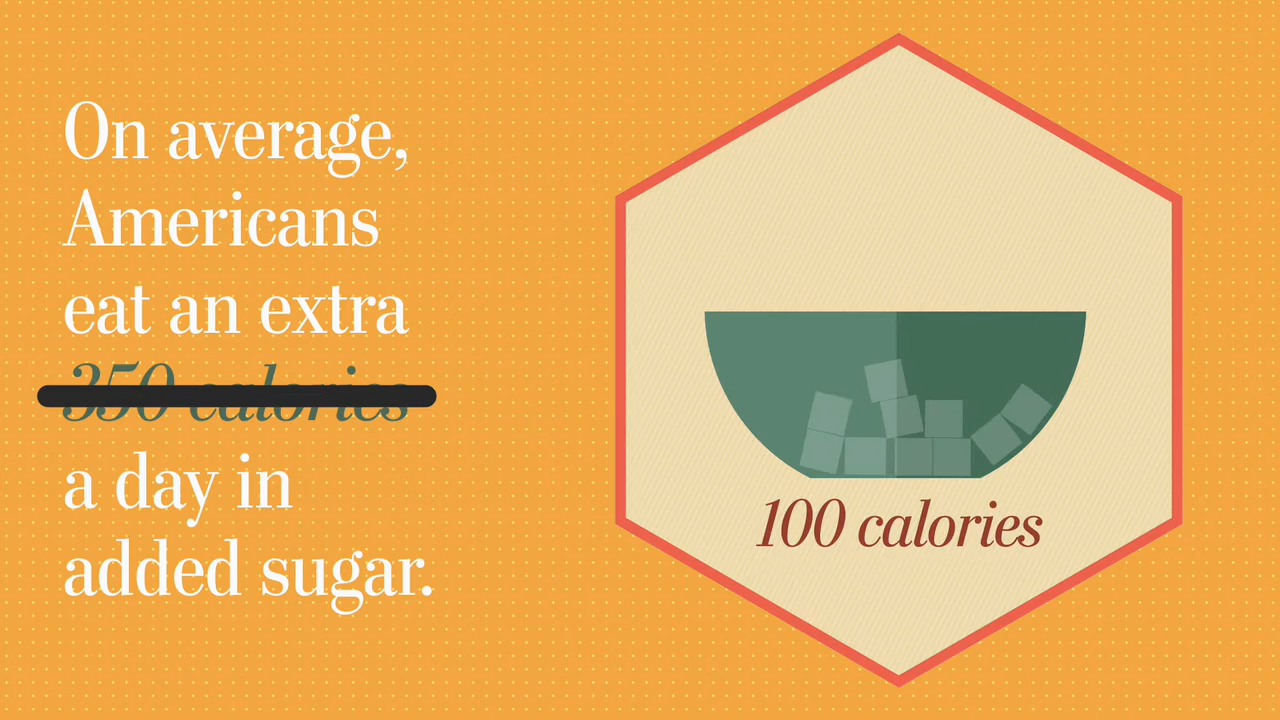 On average,
Americans
eat an extra
350 calories
a day in
added sugar.
100 calories